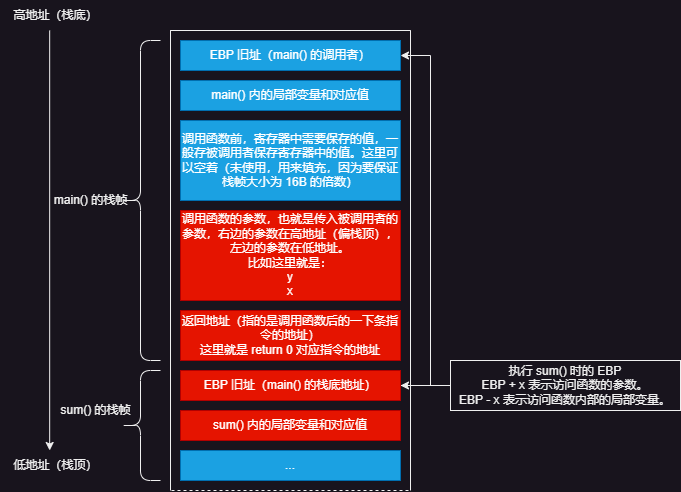 高地址（栈底）
EBP 旧址（main() 的调用者）
main() 内的局部变量和对应值
调用函数前，寄存器中需要保存的值，一
般存被调用者保存寄存器中的值。这里可
以空若（未使用，用来填充，因为要保证
栈帧大小为 16B 的倍数）
main() 的栈帧
调用函数的参数，也就是传入被调用者的
参数，右边的参数在高地址（偏栈顶），
左边的参数在低地址。
比如这里就是：
y
x
返回地址（指的是调用函数后的一下条指
令的地址）
这里就是 return 0 对应指令的地址
EBP 旧址（main() 的栈底地址）
执行 sum() 时的 EBP
EBP + x 表示访问函数的参数。
EBP - x 表示访问函数内部的局部变量。
sum() 的栈帧
sum() 内的局部变量和对应值
低地址（栈顶）
...